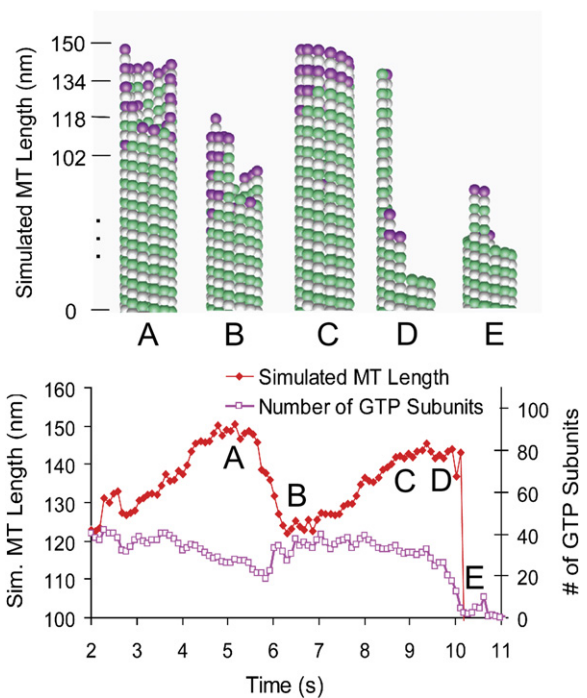 Simulated MT Length (nm)
150
134
118
102
0
A B C D E
Sim. MT Length (nm)
160
150
140
130
120
110
100
Simulated MT Length
Number of GTP Subunits
A
B
C
D
E
100
80
60
40
20
0
# of GTP Subunits
2 3 4 5 6 7 8 9 10 11
Time (s)